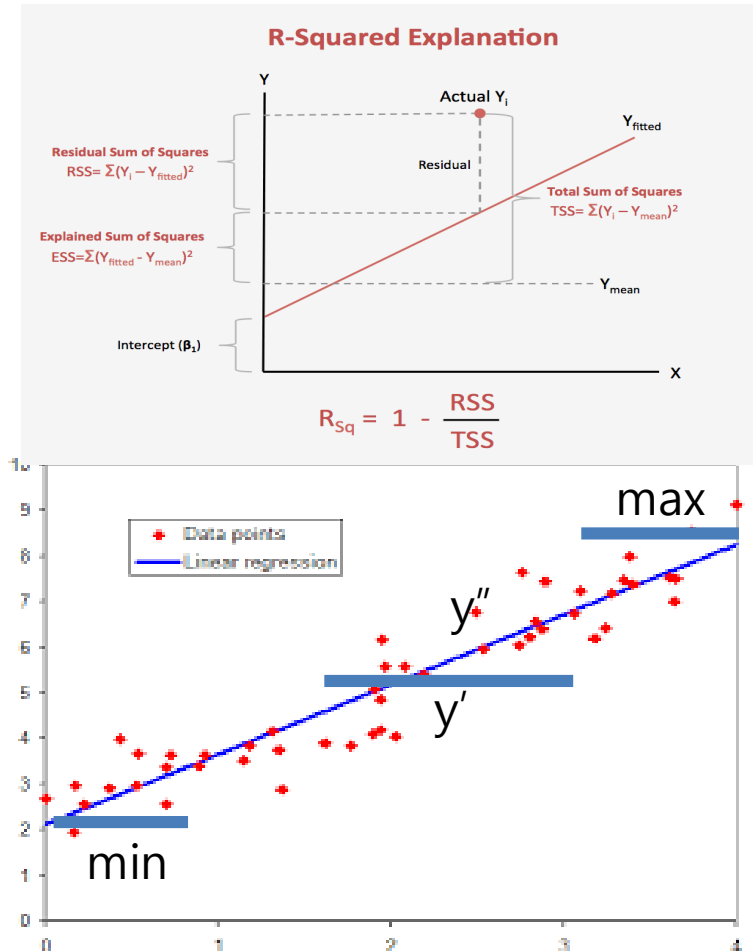 R-Squared Explanation
Y
Actual Yi
Yfitted
Residual Sum of Squares
RSS= Σ(Yi – Yfitted)²
Residual
Total Sum of Squares
TSS= Σ(Yi – Ymean)²
Explained Sum of Squares
ESS=Σ(Yfitted - Ymean)²
Ymean
Intercept (β1)
X
RSq = 1 - RSS
TSS
10
9
max
Data points
Linear regression
8
7
y"
6
5
y'
4
3
2
min
1
0
0 1 2 3 4